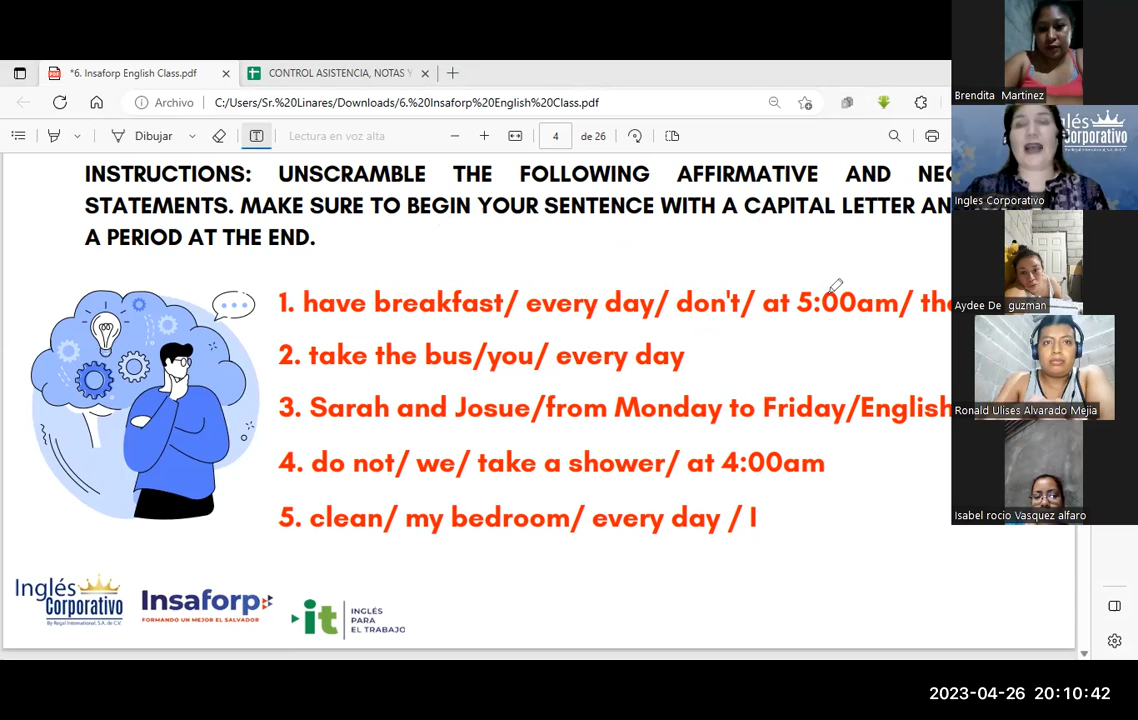 *6. Insaforp English Class.pdf
CONTROL ASISTENCIA, NOTAS Y
Archivo
C:/Users/Sr.%20Linares/Downloads/6.%20Insaforp%20English%20Class.pdf
Dibujar
Lectura en voz alta
4
de 26
INSTRUCTIONS: UNSCRAMBLE THE FOLLOWING AFFIRMATIVE AND
STATEMENTS. MAKE SURE TO BEGIN YOUR SENTENCE WITH A CAPITAL LETTER
A PERIOD AT THE END.
1. have breakfast/ every day/ don't/ at 5:00am/
2. take the bus/you/ every day
3. Sarah and Josue/from Monday to Friday/English
4. do not/ we/ take a shower/ at 4:00am
5. clean/ my bedroom/ every day / I
Inglés
Corporativo
By Regal International, S.A. de C.V.
Insaforp
FORMANDO UN MEJOR EL SALVADOR
it
INGLÉS
PARA
EL TRABAJO
Brendita Martinez
Corporativo
Ingles Corporativo
Aydee De guzman
Ronald Ulises Alvarado Mejia
Isabel rocio Vasquez alfaro
2023-04-26 20:10:42